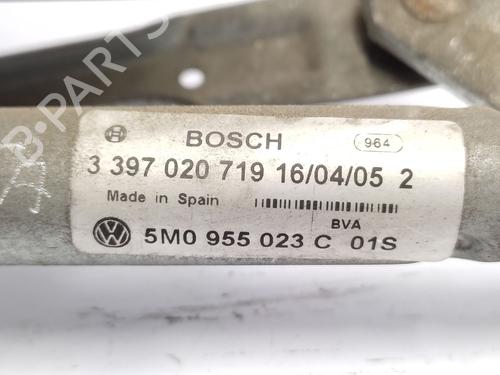 B-PARTS
BOSCH 964
3 397 020 719 16/04/05 2
Made in Spain
BVA
5M0 955 023 C 01S